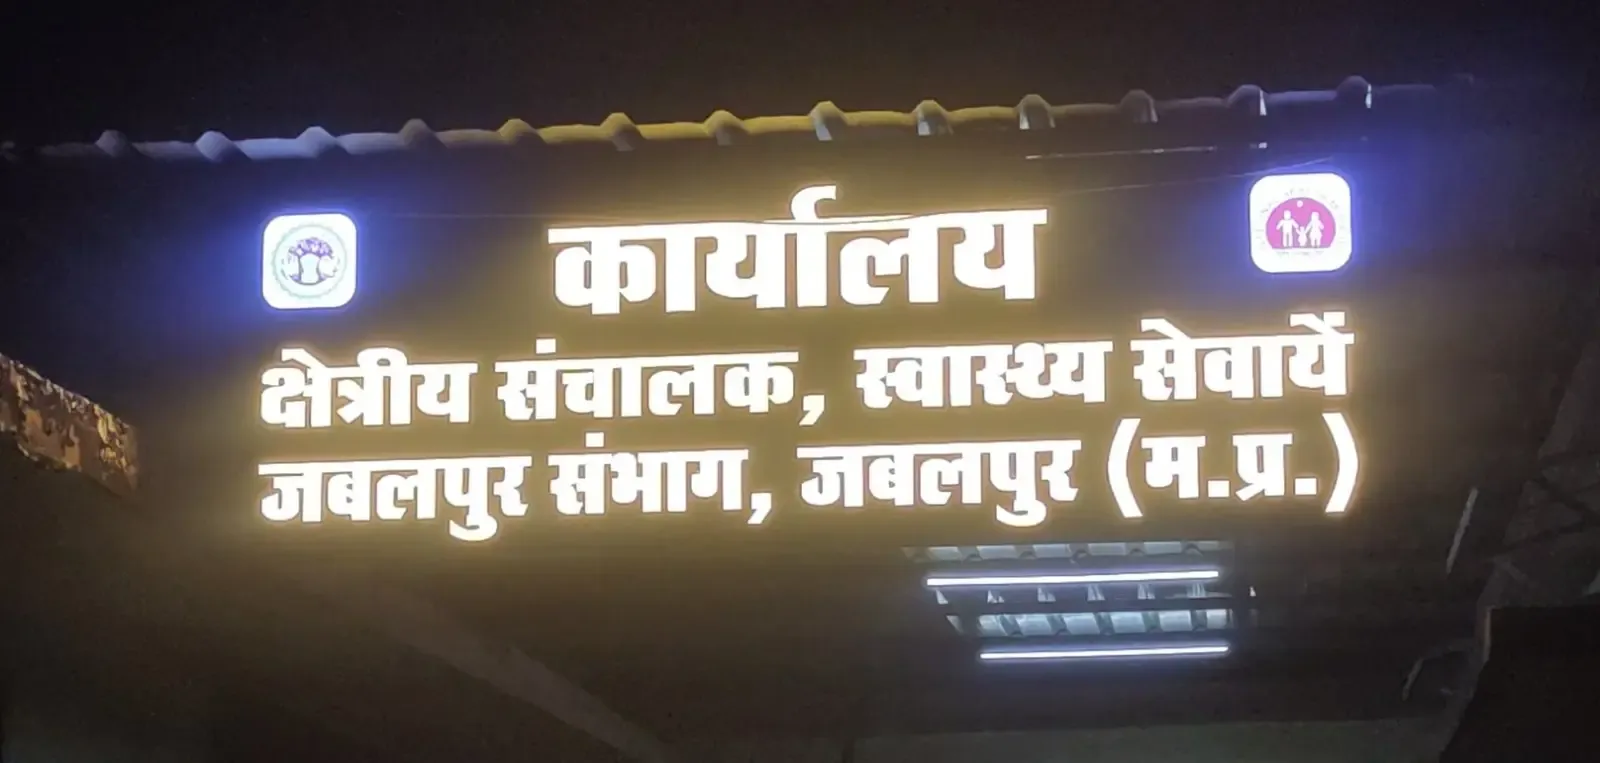 कार्यालय
क्षेत्रीय संचालक, स्वास्थ्य सेवायें
जबलपुर संभाग, जबलपुर (म.प्र.)